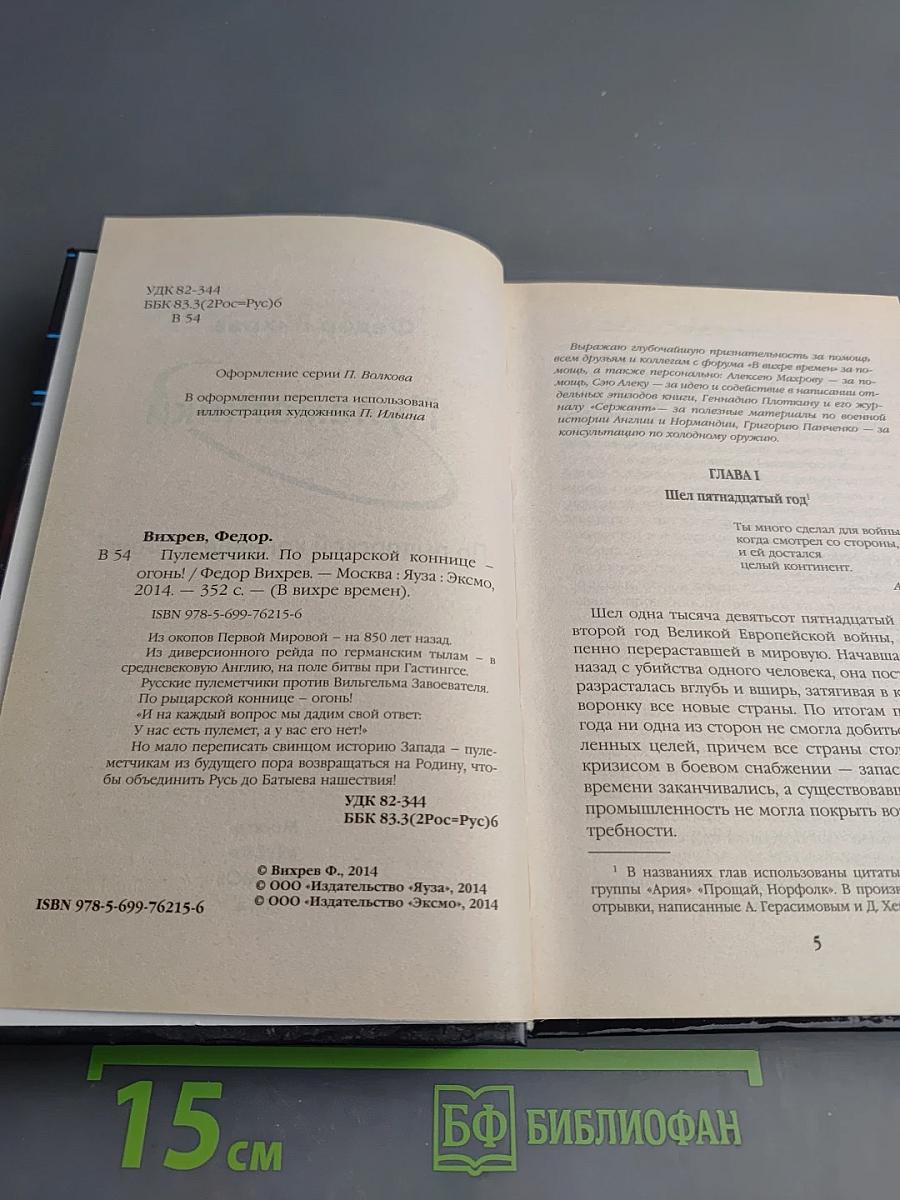 УДК 82-344
ББК 83.3(2Рос=Рус)6
В 54
Оформление серии П. Волкова
В оформлении переплета использована
иллюстрация художника П. Ильина
Вихрев, Федор.
В 54 Пулеметчики. По рыцарской коннице –
огонь! / Федор Вихрев. — Москва : Яуза : Эксмо,
2014. — 352 с. — (В вихре времен).
ISBN 978-5-699-76215-6
Из окопов Первой Мировой – на 850 лет назад.
Из диверсионного рейда по германским тылам – в
средневековую Англию, на поле битвы при Гастингсе.
Русские пулеметчики против Вильгельма Завоевателя.
По рыцарской коннице – огонь!
«И на каждый вопрос мы дадим свой ответ:
У нас есть пулемет, а у вас его нет!»
Но мало переписать свинцом историю Запада – пуле-
метчикам из будущего пора возвращаться на Родину, что-
бы объединить Русь до Батыева нашествия!
УДК 82-344
ББК 83.3(2Рос=Рус)6
© Вихрев Ф., 2014
© ООО «Издательство «Яуза», 2014
ISBN 978-5-699-76215-6
© ООО «Издательство «Эксмо», 2014
Выражаю глубочайшую признательность за помощь
всем друзьям и коллегам с форума «В вихре времен» за по-
мощь, а также персонально: Алексею Махрову — за по-
мощь, Сэю Алеку — за идею и содействие в написании от-
дельных эпизодов книги, Геннадию Плоткину и его жур-
налу «Сержант»— за полезные материалы по военной
истории Англии и Нормандии, Григорию Панченко — за
консультацию по холодному оружию.
ГЛАВА I
Шел пятнадцатый год¹
Ты много сделал для войны,
когда смотрел со стороны,
и ей достался
целый континент.
Шел одна тысяча девятьсот пятнадцатый
второй год Великой Европейской войны,
пенно перераставшей в мировую. Начавша
назад с убийства одного человека, она пост
разрасталась вглубь и вширь, затягивая в к
воронку все новые страны. По итогам п
года ни одна из сторон не смогла добитьс
ленных целей, причем все страны стол
кризисом в боевом снабжении — запас
времени заканчивались, а существовавш
промышленность не могла покрыть во
требности.
¹ В названиях глав использованы цитаты
группы «Ария» «Прощай, Норфолк». В произв
отрывки, написанные А. Герасимовым и Д. Хе
5
15 см
БФ БИБЛИОФАН